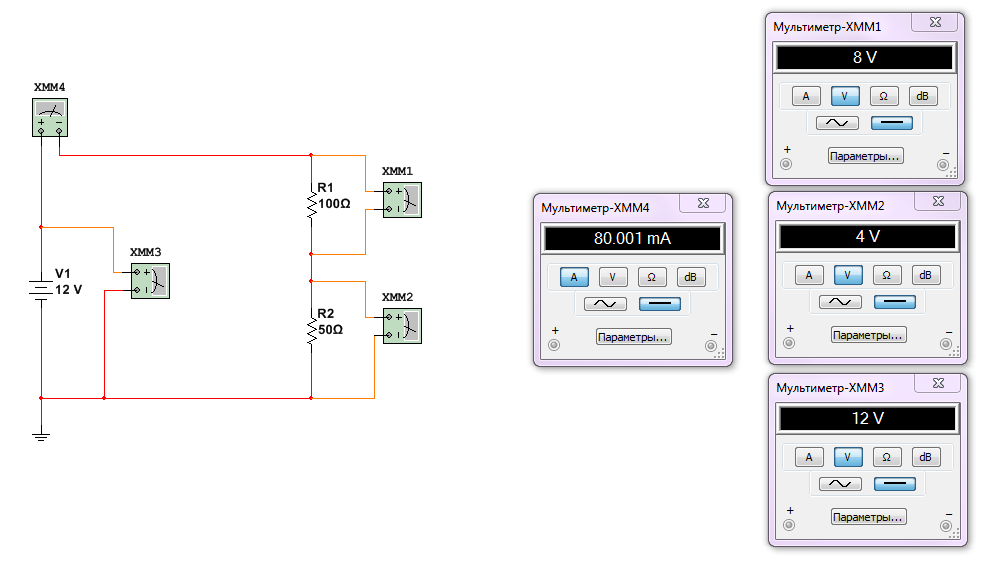 XMM4
+ –
XMM1
+
R1
100Ω
XMM3
+
V1
12 V
XMM2
+
R2
50Ω
Мультиметр-XMM4
80.001 mA
A V Ω dB
+ –
Параметры...
Мультиметр-XMM1
8 V
A V Ω dB
+ –
Параметры...
Мультиметр-XMM2
4 V
A V Ω dB
+ –
Параметры...
Мультиметр-XMM3
12 V
A V Ω dB
+ –
Параметры...